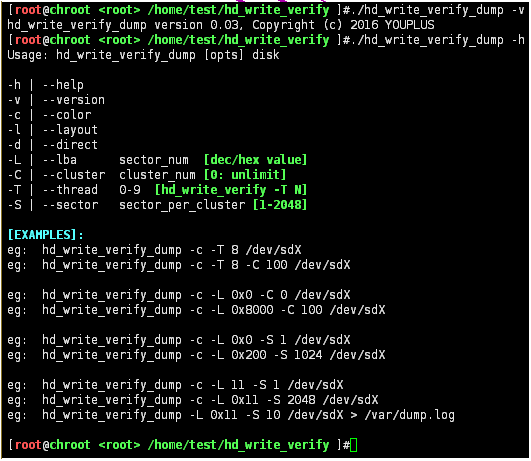 [root@chroot <root> /home/test/hd_write_verify ]#./hd_write_verify_dump -v
hd_write_verify_dump version 0.03, Copyright (c) 2016 YOUPLUS
[root@chroot <root> /home/test/hd_write_verify ]#./hd_write_verify_dump -h
Usage: hd_write_verify_dump [opts] disk
-h | --help
-v | --version
-c | --color
-l | --layout
-d | --direct
-L | --lba sector_num [dec/hex value]
-C | --cluster cluster_num [0: unlimit]
-T | --thread 0-9 [hd_write_verify -T N]
-S | --sector sector_per_cluster [1-2048]
[EXAMPLES]:
eg: hd_write_verify_dump -c -T 8 /dev/sdX
eg: hd_write_verify_dump -c -T 8 -C 100 /dev/sdX
eg: hd_write_verify_dump -c -L 0x0 -C 0 /dev/sdX
eg: hd_write_verify_dump -c -L 0x8000 -C 100 /dev/sdX
eg: hd_write_verify_dump -c -L 0x0 -S 1 /dev/sdX
eg: hd_write_verify_dump -c -L 0x200 -S 1024 /dev/sdX
eg: hd_write_verify_dump -c -L 11 -S 1 /dev/sdX
eg: hd_write_verify_dump -c -L 0x11 -S 2048 /dev/sdX
eg: hd_write_verify_dump -L 0x11 -S 10 /dev/sdX > /var/dump.log
[root@chroot <root> /home/test/hd_write_verify ]#